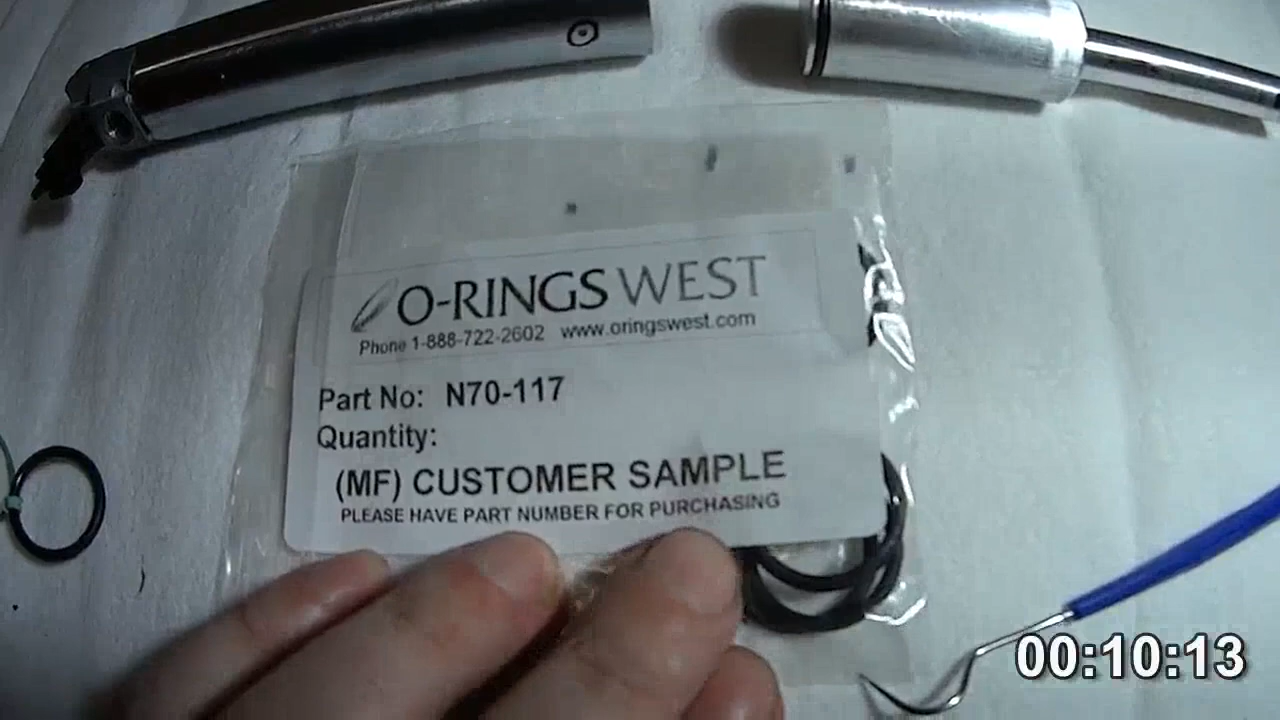 O-RINGS WEST
Phone 1-888-722-2602 www.oringswest.com
Part No: N70-117
Quantity:
(MF) CUSTOMER SAMPLE
PLEASE HAVE PART NUMBER FOR PURCHASING
00:10:13